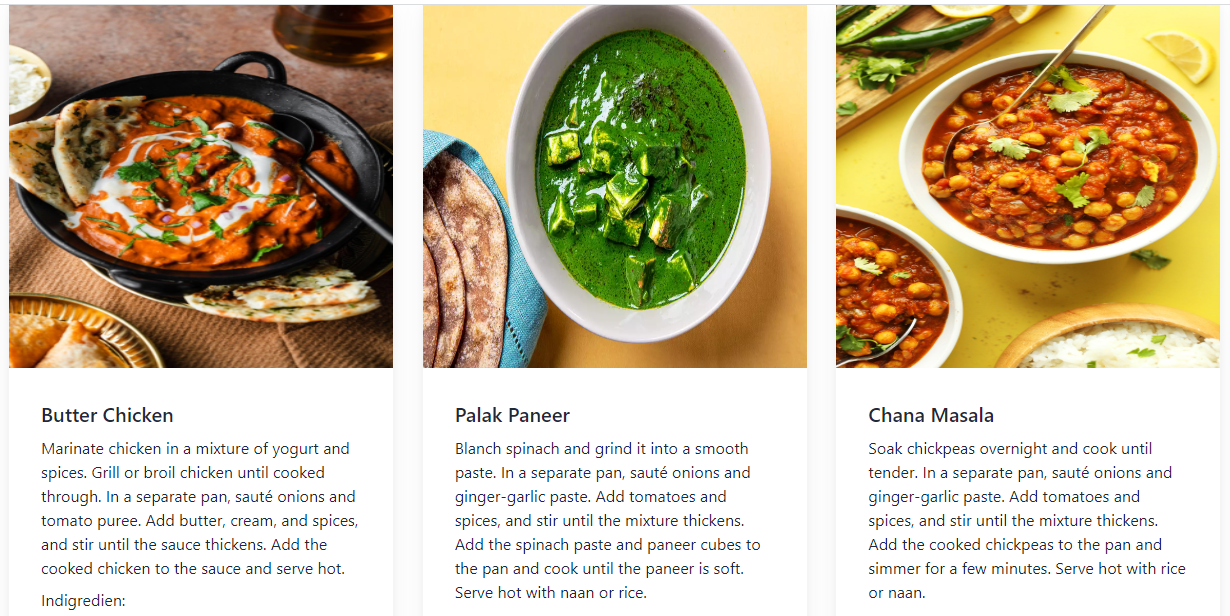 Butter Chicken
Marinate chicken in a mixture of yogurt and
spices. Grill or broil chicken until cooked
through. In a separate pan, sauté onions and
tomato puree. Add butter, cream, and spices,
and stir until the sauce thickens. Add the
cooked chicken to the sauce and serve hot.
Indigredien:
Palak Paneer
Blanch spinach and grind it into a smooth
paste. In a separate pan, sauté onions and
ginger-garlic paste. Add tomatoes and
spices, and stir until the mixture thickens.
Add the spinach paste and paneer cubes to
the pan and cook until the paneer is soft.
Serve hot with naan or rice.
Chana Masala
Soak chickpeas overnight and cook until
tender. In a separate pan, sauté onions and
ginger-garlic paste. Add tomatoes and
spices, and stir until the mixture thickens.
Add the cooked chickpeas to the pan and
simmer for a few minutes. Serve hot with rice
or naan.